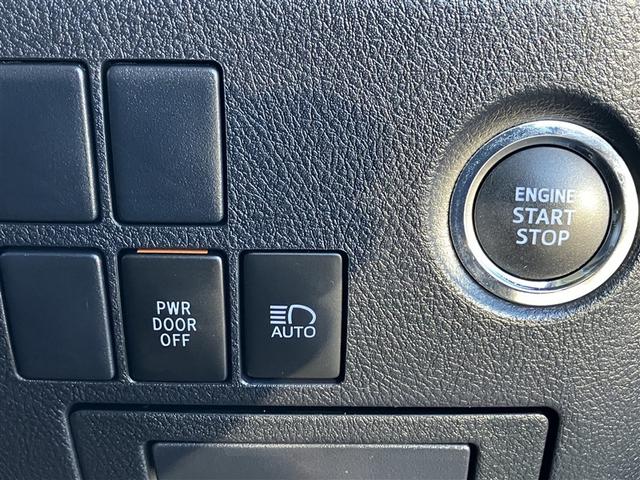 ENGINE
START
STOP
PWR
DOOR
OFF
AUTO